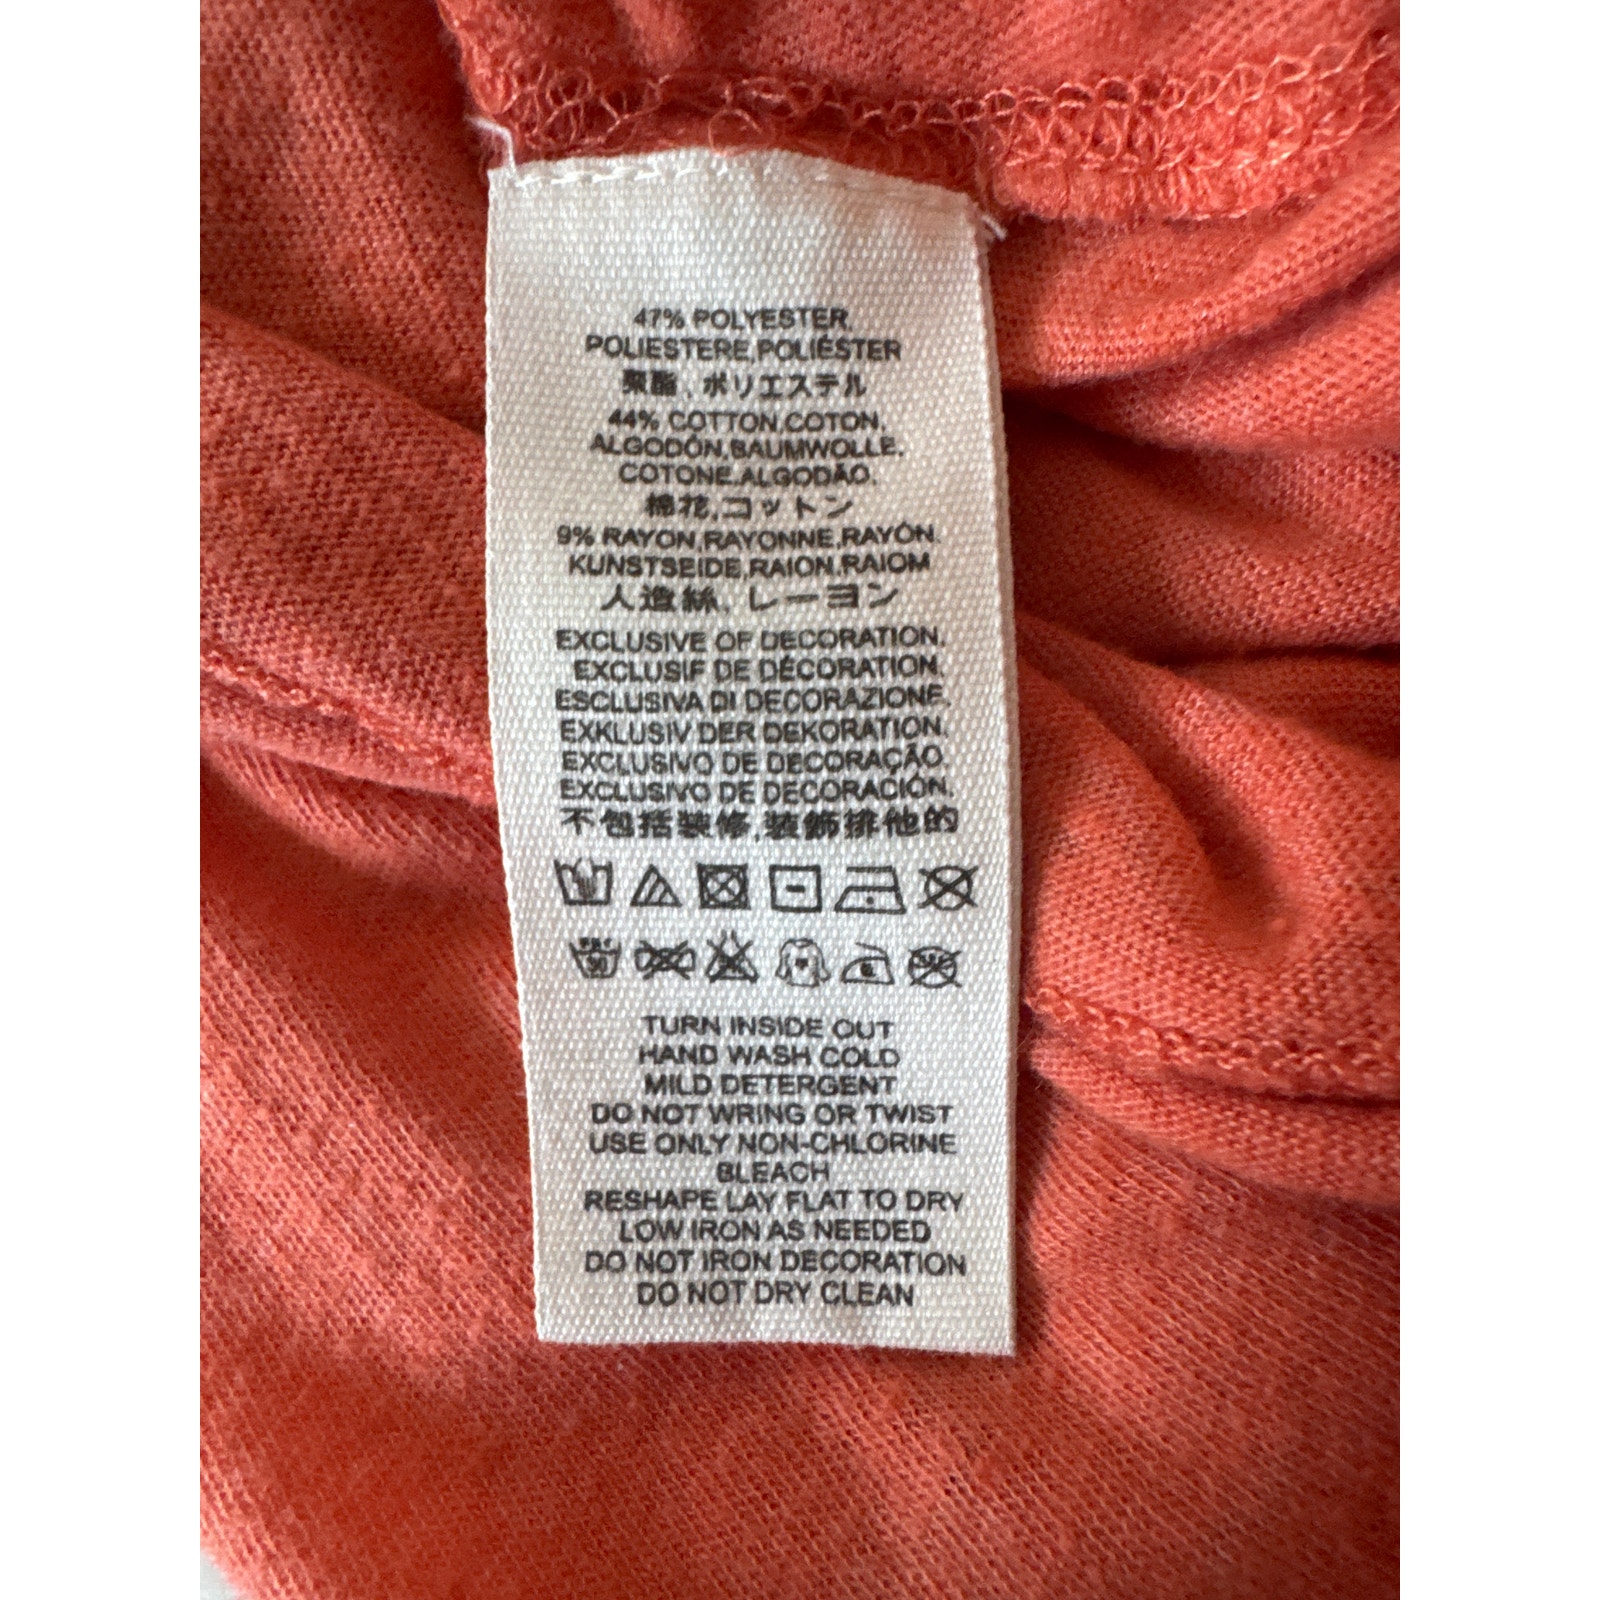 47% POLYESTER,
POLIESTERE,POLIÉSTER
聚酯、ポリエステル
44% COTTON,COTON,
ALGODÓN,BAUMWOLLE,
COTONE,ALGODÃO,
棉花,コットン
9% RAYON,RAYONNE,RAYÓN,
KUNSTSEIDE,RAION,RAIOM
人造絲、レーヨン
EXCLUSIVE OF DECORATION.
EXCLUSIF DE DÉCORATION.
ESCLUSIVA DI DECORAZIONE.
EXKLUSIV DER DEKORATION.
EXCLUSIVO DE DECORAÇÃO.
EXCLUSIVO DE DECORACIÓN.
不包括装修,装飾排他的
TURN INSIDE OUT
HAND WASH COLD
MILD DETERGENT
DO NOT WRING OR TWIST
USE ONLY NON-CHLORINE
BLEACH
RESHAPE LAY FLAT TO DRY
LOW IRON AS NEEDED
DO NOT IRON DECORATION
DO NOT DRY CLEAN